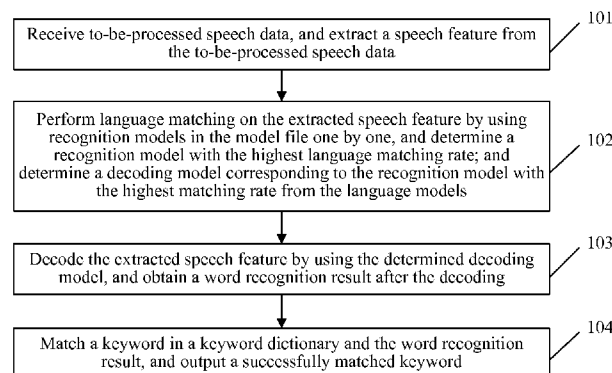 101
Receive to-be-processed speech data, and extract a speech feature from
the to-be-processed speech data
Perform language matching on the extracted speech feature by using
recognition models in the model file one by one, and determine a
recognition model with the highest language matching rate; and
determine a decoding model corresponding to the recognition model with
the highest matching rate from the language models
102
103
Decode the extracted speech feature by using the determined decoding
model, and obtain a word recognition result after the decoding
104
Match a keyword in a keyword dictionary and the word recognition
result, and output a successfully matched keyword